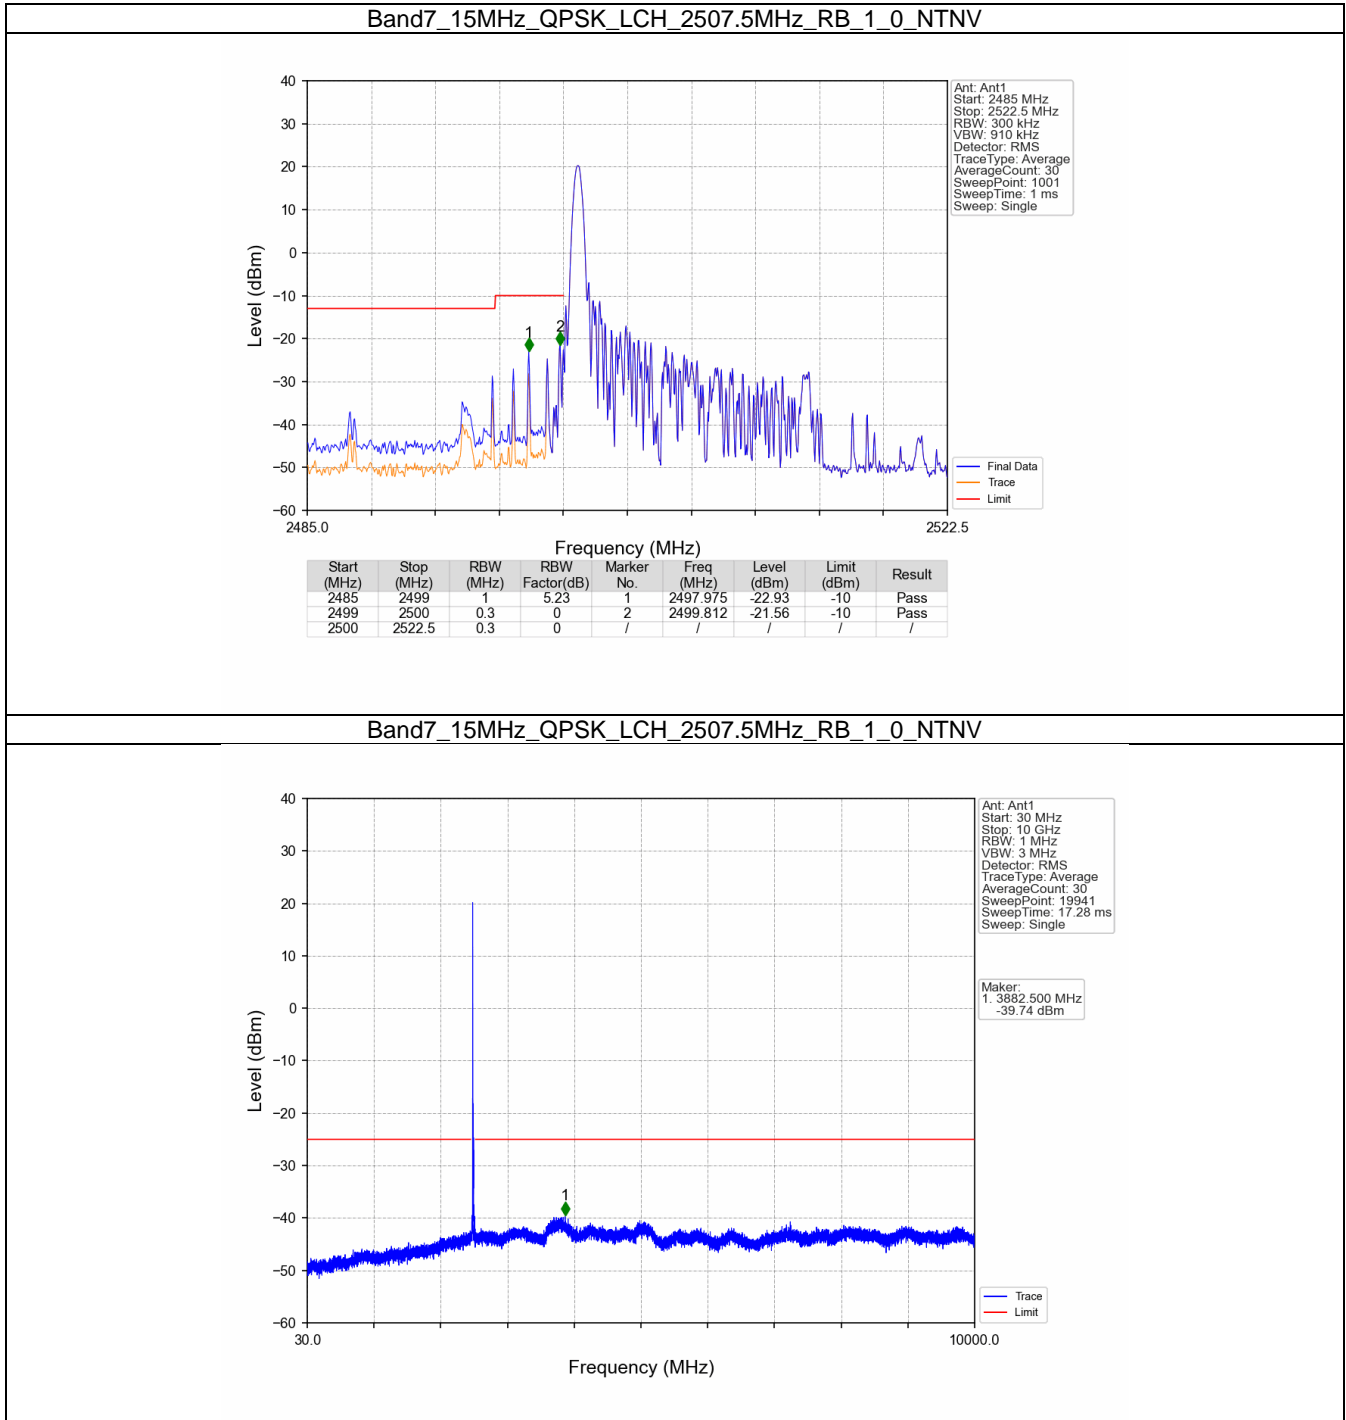 Band7_15MHz_QPSK_LCH_2507.5MHz_RB_1_0_NTNV
40
30
20
10
0
−10
−20
−30
−40
−50
−60
Level (dBm)
1
2
2485.0
2522.5
Frequency (MHz)
Ant: Ant1
Start: 2485 MHz
Stop: 2522.5 MHz
RBW: 300 kHz
VBW: 910 kHz
Detector: RMS
TraceType: Average
AverageCount: 30
SweepPoint: 1001
SweepTime: 1 ms
Sweep: Single
Final Data
Trace
Limit
Start (MHz) Stop (MHz) RBW (MHz) RBW Factor(dB) Marker No. Freq (MHz) Level (dBm) Limit (dBm) Result
2485 2499 1 5.23 1 2497.975 -22.93 -10 Pass
2499 2500 0.3 0 2 2499.812 -21.56 -10 Pass
2500 2522.5 0.3 0 / / / / /
Band7_15MHz_QPSK_LCH_2507.5MHz_RB_1_0_NTNV
40
30
20
10
0
−10
−20
−30
−40
−50
−60
Level (dBm)
1
30.0
10000.0
Frequency (MHz)
Ant: Ant1
Start: 30 MHz
Stop: 10 GHz
RBW: 1 MHz
VBW: 3 MHz
Detector: RMS
TraceType: Average
AverageCount: 30
SweepPoint: 19941
SweepTime: 17.28 ms
Sweep: Single
Maker:
1. 3882.500 MHz
-39.74 dBm
Trace
Limit